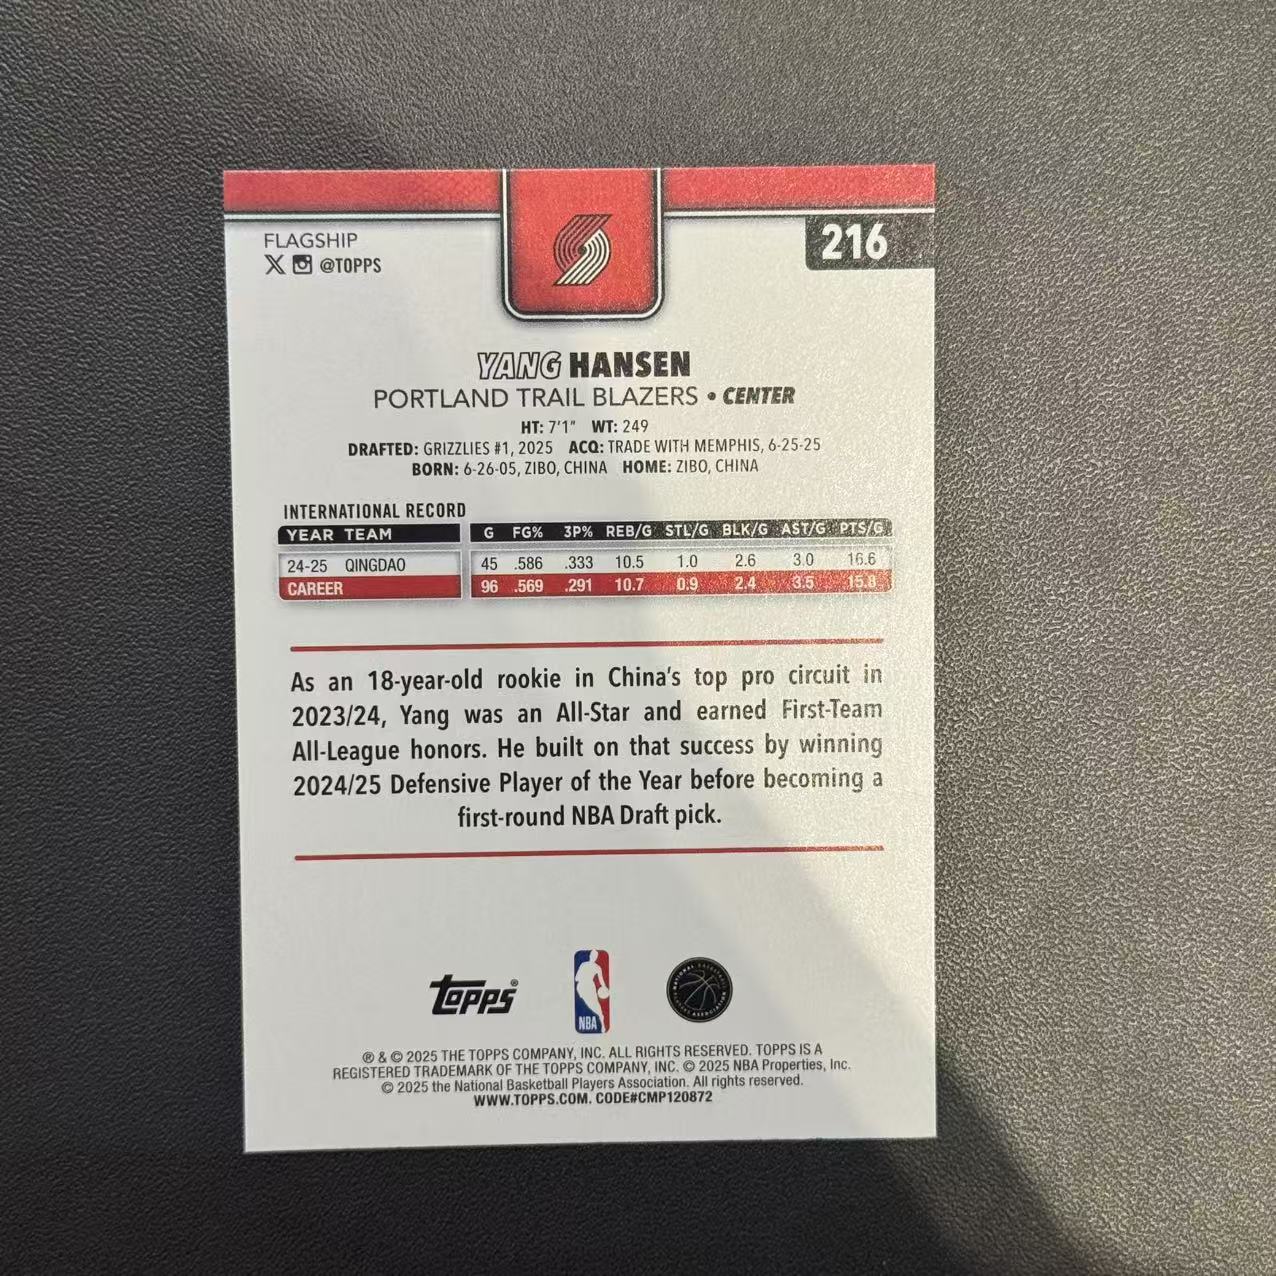 FLAGSHIP
X @TOPPS
216
YANG HANSEN
PORTLAND TRAIL BLAZERS • CENTER
HT: 7'1" WT: 249
DRAFTED: GRIZZLIES #1, 2025 ACQ: TRADE WITH MEMPHIS, 6-25-25
BORN: 6-26-05, ZIBO, CHINA HOME: ZIBO, CHINA
INTERNATIONAL RECORD
YEAR TEAM G FG% 3P% REB/G STL/G BLK/G AST/G PTS/G
24-25 QINGDAO 45 .586 .333 10.5 1.0 2.6 3.0 16.6
CAREER 96 .569 .291 10.7 0.9 2.4 3.5 15.8
As an 18-year-old rookie in China's top pro circuit in
2023/24, Yang was an All-Star and earned First-Team
All-League honors. He built on that success by winning
2024/25 Defensive Player of the Year before becoming a
first-round NBA Draft pick.
TOPPS®
NBA
NATIONAL BASKETBALL PLAYERS ASSOCIATION
® & © 2025 THE TOPPS COMPANY, INC. ALL RIGHTS RESERVED. TOPPS IS A
REGISTERED TRADEMARK OF THE TOPPS COMPANY, INC. © 2025 NBA Properties, Inc.
© 2025 the National Basketball Players Association. All rights reserved.
WWW.TOPPS.COM. CODE#CMP120872